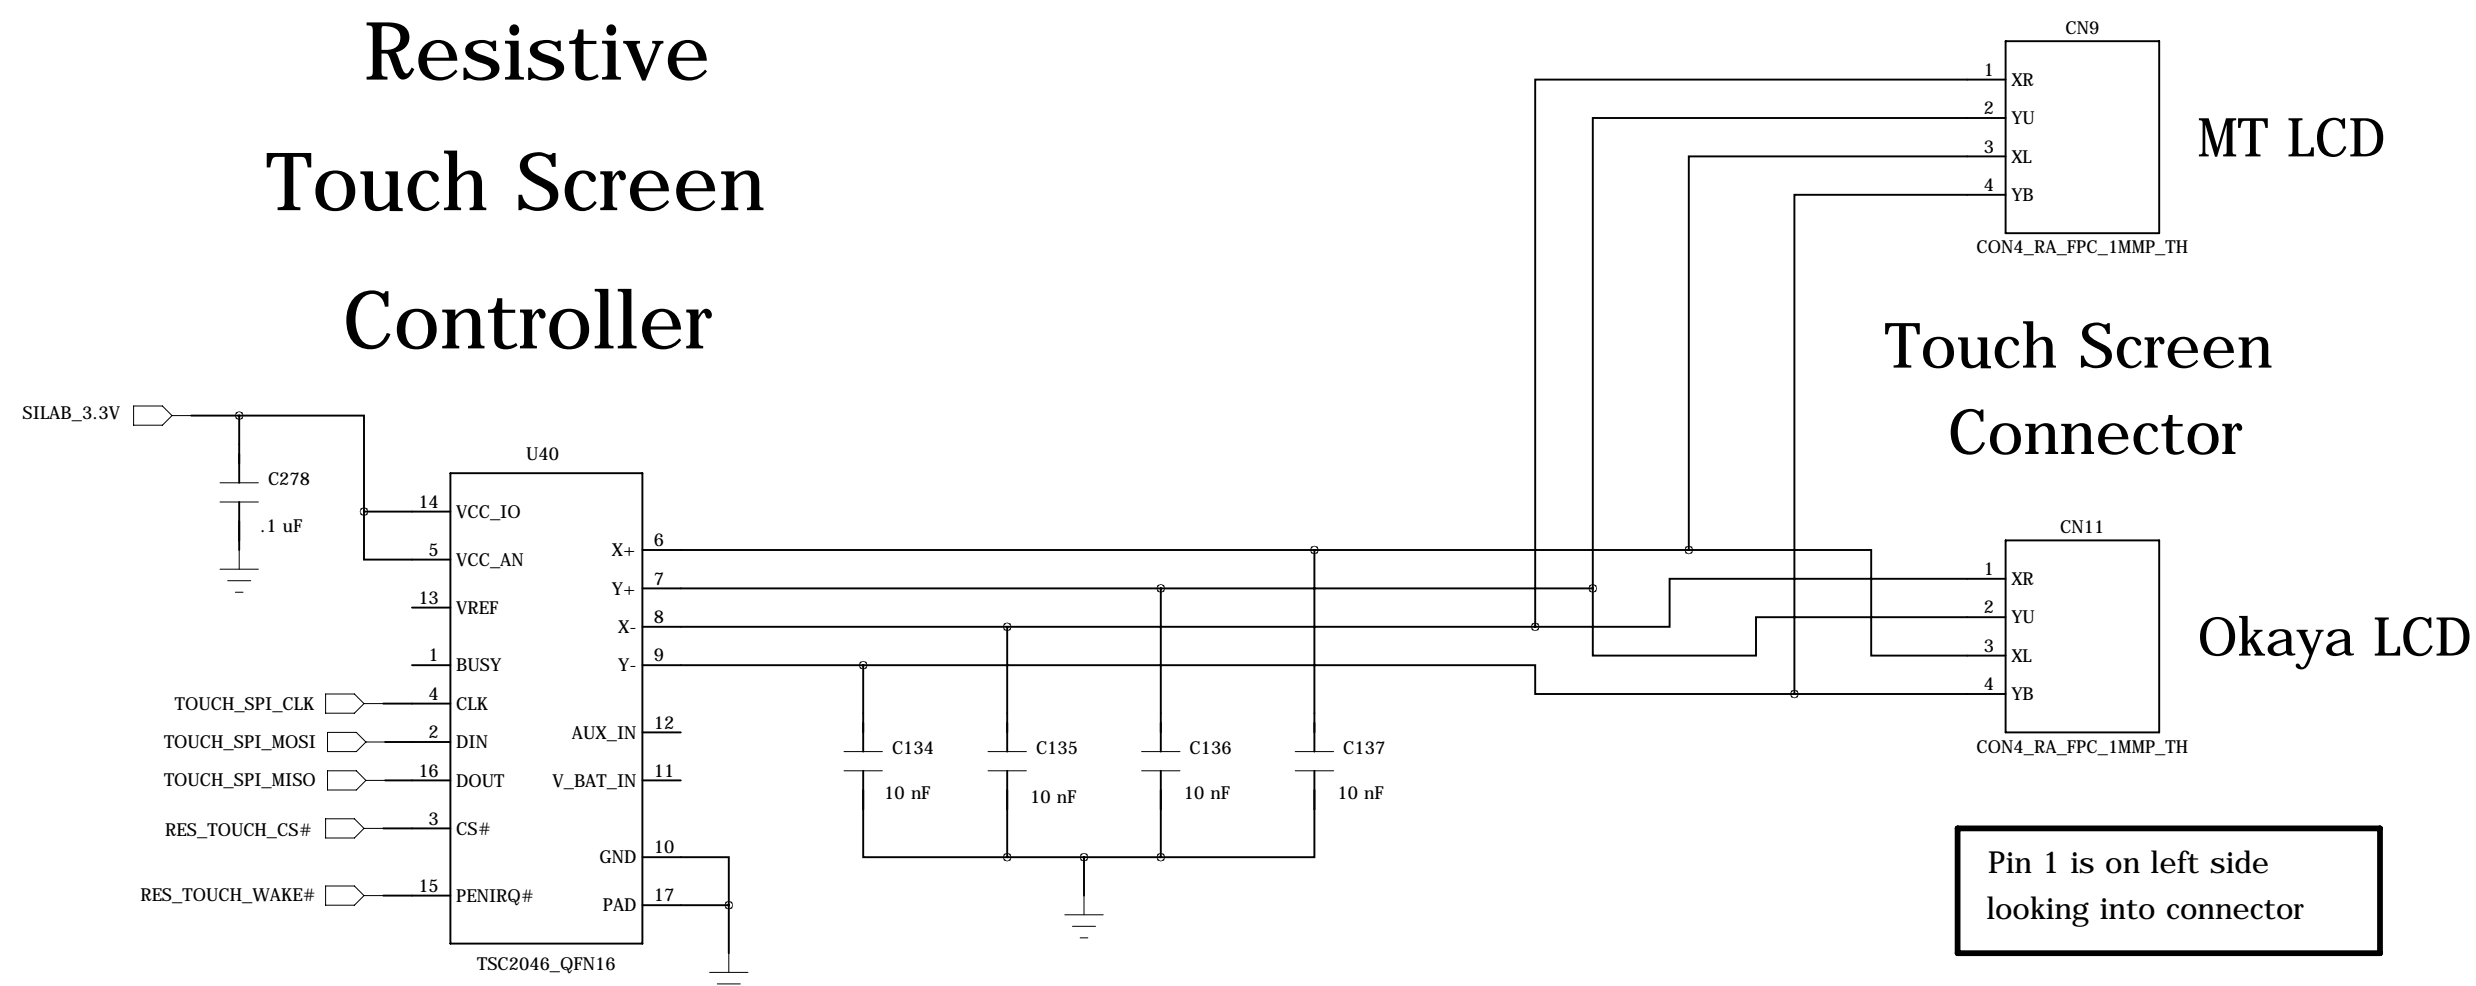 Resistive
Touch Screen
Controller
SILAB_3.3V
C278
.1 uF
U40
14 VCC_IO
5 VCC_AN
13 VREF
1 BUSY
TOUCH_SPI_CLK 4 CLK
TOUCH_SPI_MOSI 2 DIN
TOUCH_SPI_MISO 16 DOUT
RES_TOUCH_CS# 3 CS#
RES_TOUCH_WAKE# 15 PENIRQ#
X+ 6
Y+ 7
X- 8
Y- 9
AUX_IN 12
V_BAT_IN 11
GND 10
PAD 17
TSC2046_QFN16
C134
10 nF
C135
10 nF
C136
10 nF
C137
10 nF
CN9
1 XR
2 YU
3 XL
4 YB
CON4_RA_FPC_1MMP_TH
MT LCD
Touch Screen
Connector
CN11
1 XR
2 YU
3 XL
4 YB
CON4_RA_FPC_1MMP_TH
Okaya LCD
Pin 1 is on left side
looking into connector